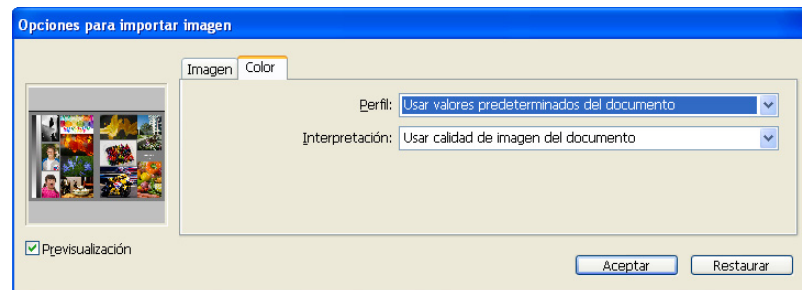 Opciones para importar imagen
Imagen Color
Perfil: Usar valores predeterminados del documento
Interpretación: Usar calidad de imagen del documento
Previsualización
Aceptar Restaurar